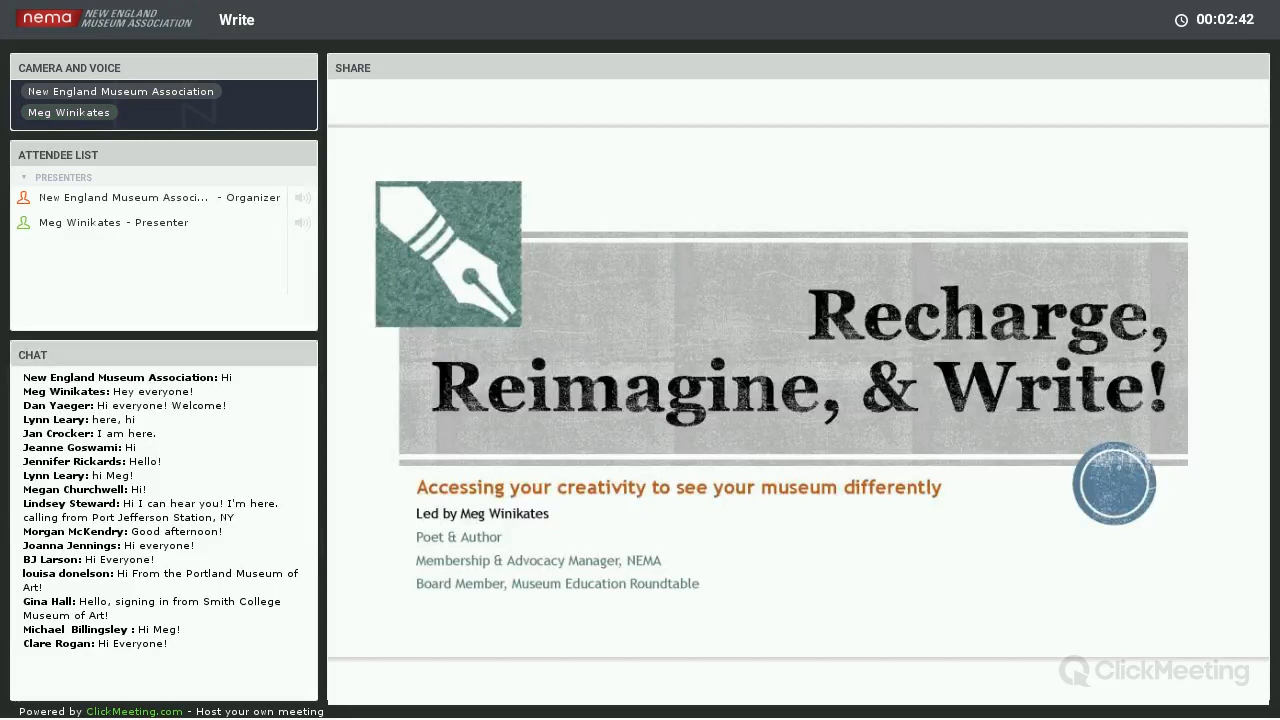 nema NEW ENGLAND
MUSEUM ASSOCIATION
Write
00:02:42
CAMERA AND VOICE
New England Museum Association
Meg Winikates
ATTENDEE LIST
PRESENTERS
New England Museum Associ... - Organizer
Meg Winikates - Presenter
CHAT
New England Museum Association: Hi
Meg Winikates: Hey everyone!
Dan Yaeger: Hi everyone! Welcome!
Lynn Leary: here, hi
Jan Crocker: I am here.
Jeanne Goswami: Hi
Jennifer Rickards: Hello!
Lynn Leary: hi Meg!
Megan Churchwell: Hi!
Lindsey Steward: Hi I can hear you! I'm here.
calling from Port Jefferson Station, NY
Morgan McKendry: Good afternoon!
Joanna Jennings: Hi everyone!
BJ Larson: Hi Everyone!
louisa donelson: Hi From the Portland Museum of
Art!
Gina Hall: Hello, signing in from Smith College
Museum of Art!
Michael Billingsley : Hi Meg!
Clare Rogan: Hi Everyone!
Powered by ClickMeeting.com - Host your own meeting
SHARE
Recharge,
Reimagine, & Write!
Accessing your creativity to see your museum differently
Led by Meg Winikates
Poet & Author
Membership & Advocacy Manager, NEMA
Board Member, Museum Education Roundtable
ClickMeeting